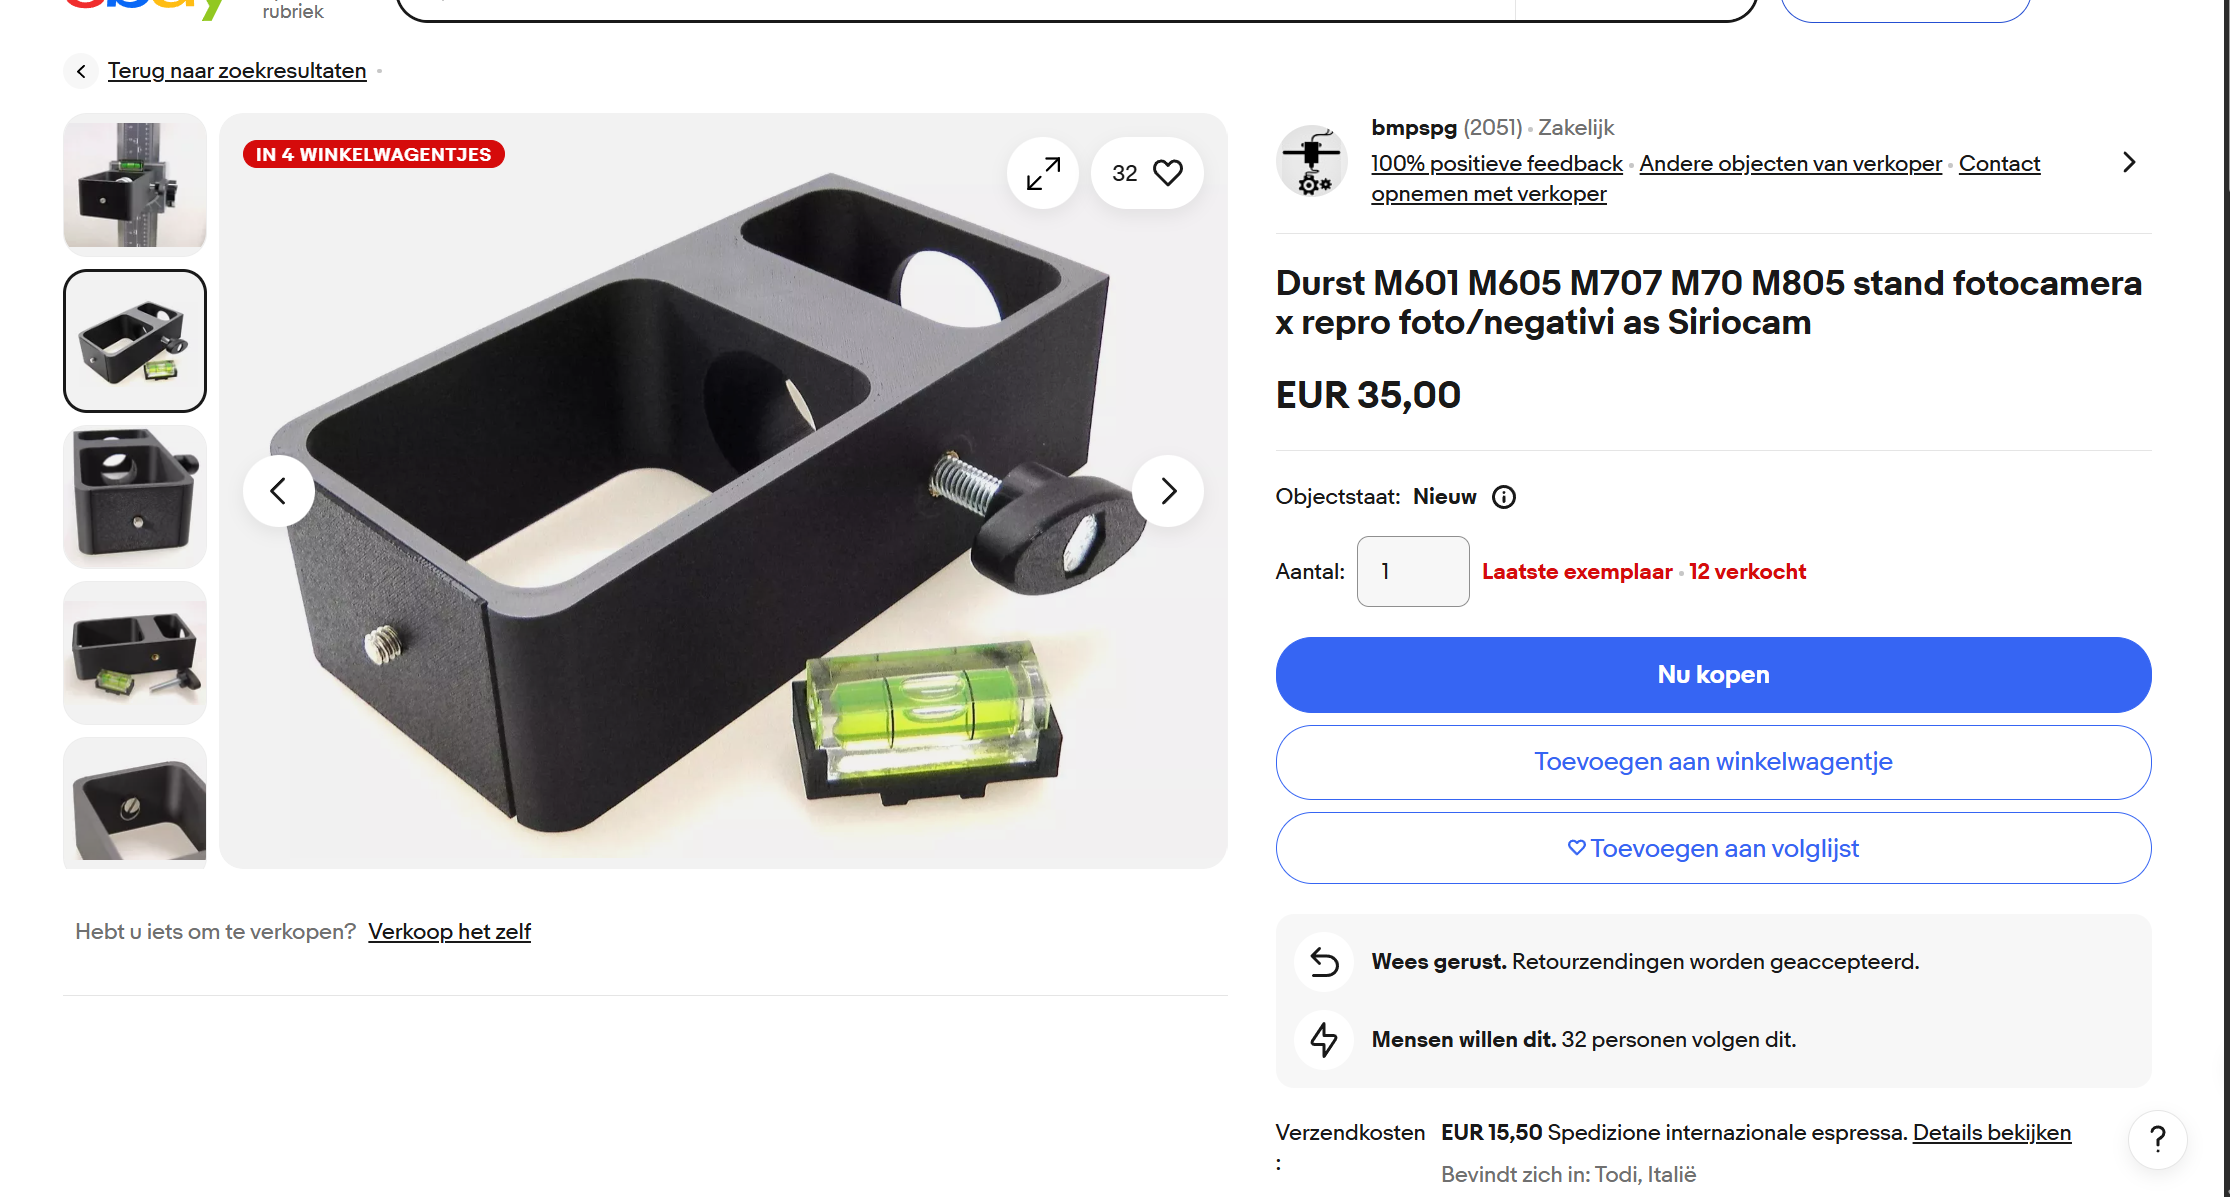 rubriek
Terug naar zoekresultaten
IN 4 WINKELWAGENTJES
32
bmpspg (2051) • Zakelijk
100% positieve feedback • Andere objecten van verkoper • Contact
opnemen met verkoper
Durst M601 M605 M707 M70 M805 stand fotocamera
x repro foto/negativi as Siriocam
EUR 35,00
Objectstaat: Nieuw
Aantal: 1 Laatste exemplaar • 12 verkocht
Nu kopen
Toevoegen aan winkelwagentje
Toevoegen aan volglijst
Hebt u iets om te verkopen? Verkoop het zelf
Wees gerust. Retourzendingen worden geaccepteerd.
Mensen willen dit. 32 personen volgen dit.
Verzendkosten EUR 15,50 Spedizione internazionale espressa. Details bekijken
:
Bevindt zich in: Todi, Italië
?